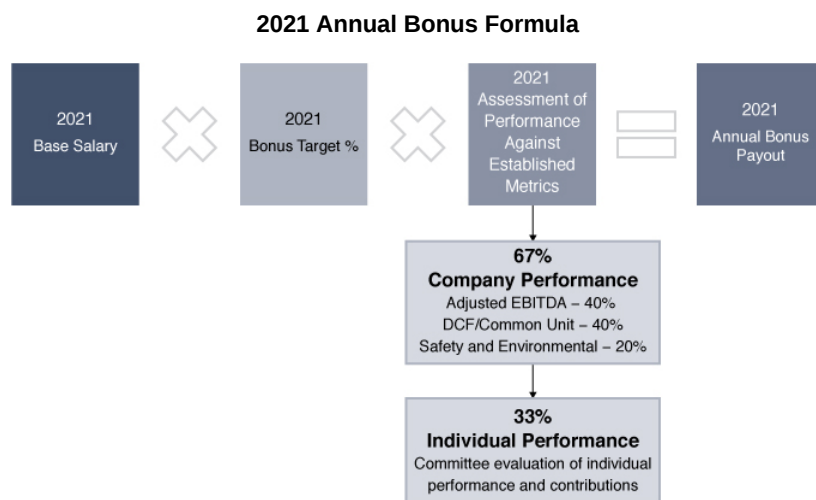 2021 Annual Bonus Formula
2021
Base Salary
2021
Bonus Target %
2021
Assessment of
Performance
Against
Established
Metrics
2021
Annual Bonus
Payout
67%
Company Performance
Adjusted EBITDA – 40%
DCF/Common Unit – 40%
Safety and Environmental – 20%
33%
Individual Performance
Committee evaluation of individual
performance and contributions